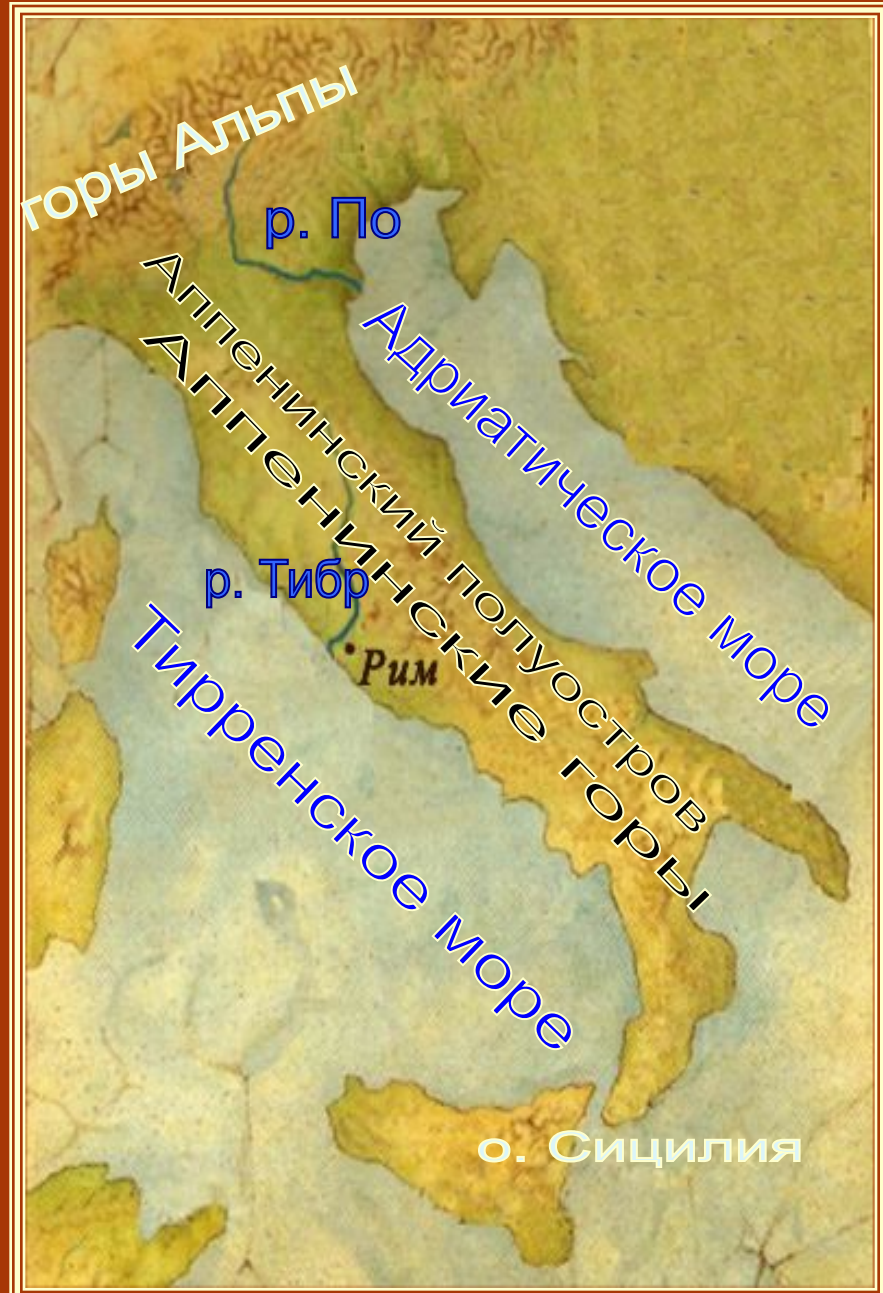 горы Альпы
р. По
Аппенинский полуостров
Аппенинские горы
Адриатическое море
р. Тибр
Рим
Тирренское море
о. Сицилия